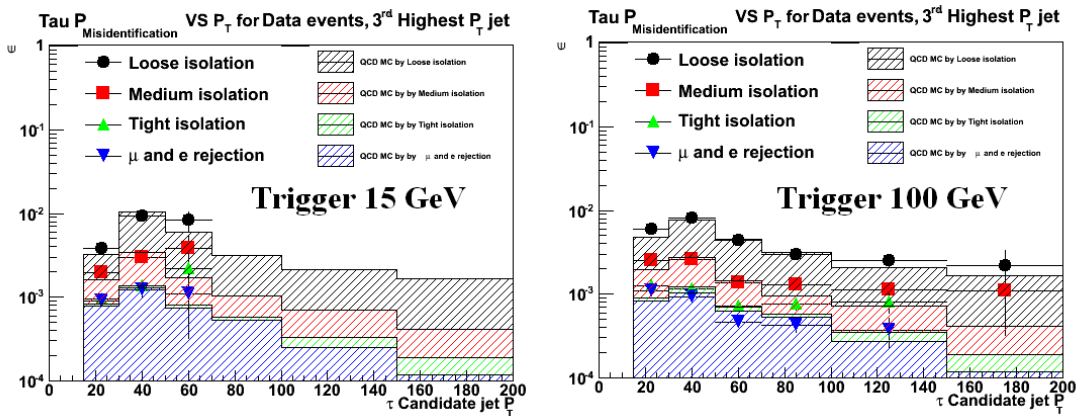 Tau P_Misidentification VS P_T for Data events, 3^rd Highest P_T jet
ε
1
10^-1
10^-2
10^-3
10^-4
Loose isolation
Medium isolation
Tight isolation
μ and e rejection
QCD MC by Loose isolation
QCD MC by by Medium isolation
QCD MC by by Tight isolation
QCD MC by by μ and e rejection
Trigger 15 GeV
0 20 40 60 80 100 120 140 160 180 200
τ Candidate jet P_T
Tau P_Misidentification VS P_T for Data events, 3^rd Highest P_T jet
ε
1
10^-1
10^-2
10^-3
10^-4
Loose isolation
Medium isolation
Tight isolation
μ and e rejection
QCD MC by Loose isolation
QCD MC by by Medium isolation
QCD MC by by Tight isolation
QCD MC by by μ and e rejection
Trigger 100 GeV
0 20 40 60 80 100 120 140 160 180 200
τ Candidate jet P_T